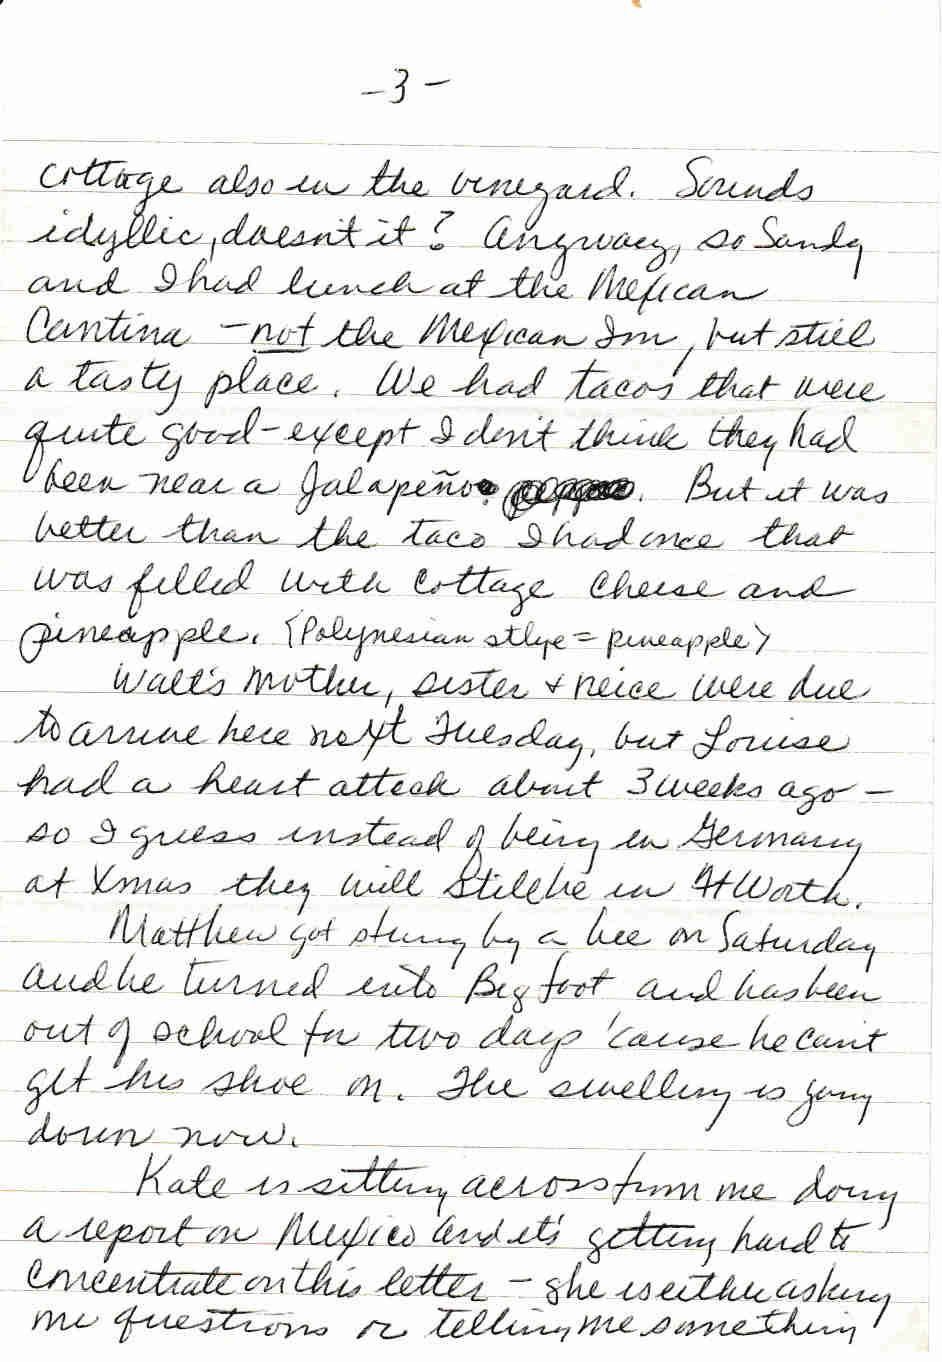 -3-
cottage also in the vineyard. Sounds
idyllic, doesn't it? Anyway, so Sandy
and I had lunch at the Mexican
Cantina - not the Mexican Inn, but still
a tasty place. We had tacos that were
quite good - except I don't think they had
been near a Jalapeño. But it was
better than the taco I had once that
was filled with cottage cheese and
pineapple. (Polynesian stlye = pineapple)
Walt's Mother, sister + neice were due
to arrive here next Tuesday, but Louise
had a heart attack about 3 weeks ago -
so I guess instead of being in Germany
at Xmas they will still be in Ft Worth.
Matthew got stung by a bee on Saturday
and he turned into Big foot and has been
out of school for two days 'cause he can't
get his shoe on. The swelling is going
down now.
Kate is sitting across from me doing
a report on Mexico and it's getting hard to
concentrate on this letter - she is either asking
me questions or telling me something